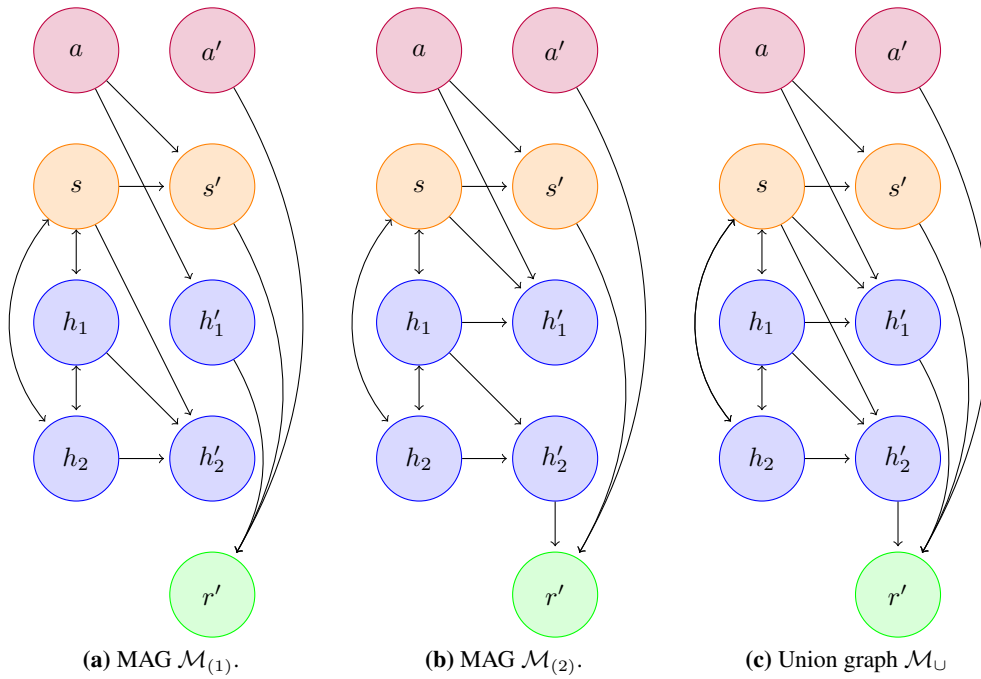 a a′ a a′ a a′
s s′ s s′ s s′
h₁ h′₁ h₁ h′₁ h₁ h′₁
h₂ h′₂ h₂ h′₂ h₂ h′₂
r′ r′ r′
(a) MAG ℳ₍₁₎. (b) MAG ℳ₍₂₎. (c) Union graph ℳ∪